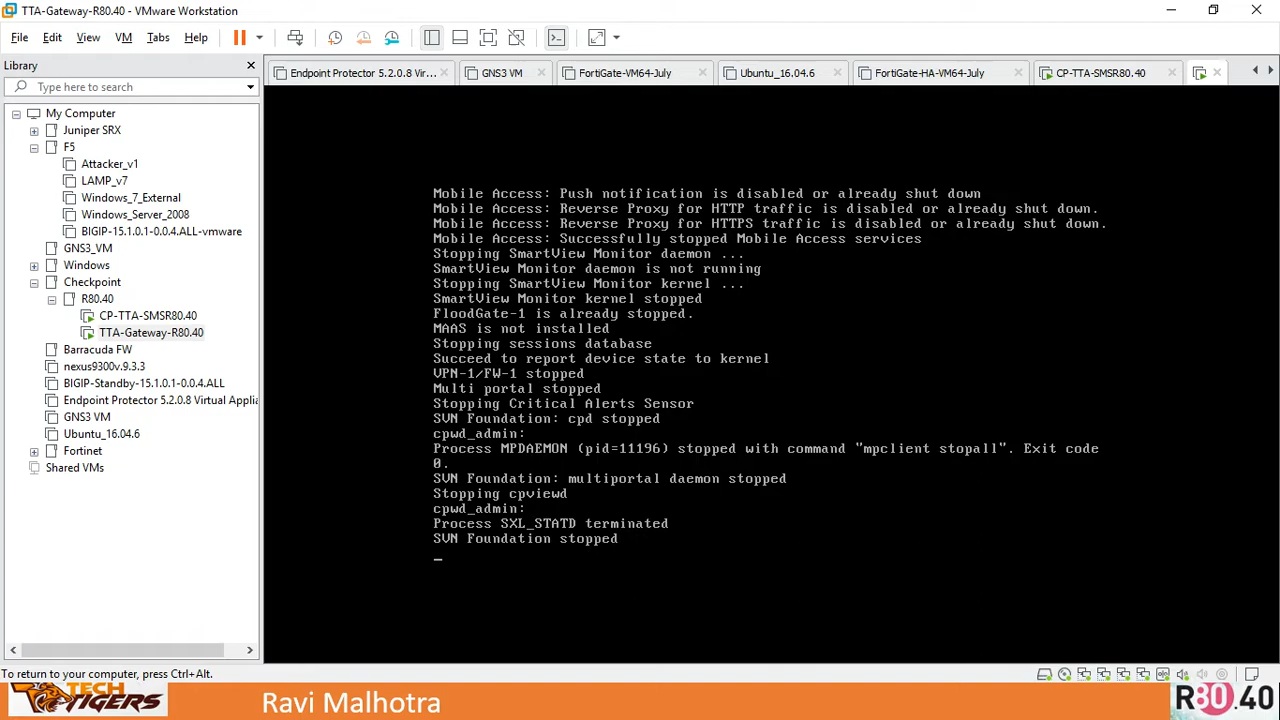 TTA-Gateway-R80.40 - VMware Workstation
File Edit View VM Tabs Help
Library
Type here to search
My Computer
Juniper SRX
F5
Attacker_v1
LAMP_v7
Windows_7_External
Windows_Server_2008
BIGIP-15.1.0.1-0.0.4.ALL-vmware
GNS3_VM
Windows
Checkpoint
R80.40
CP-TTA-SMSR80.40
TTA-Gateway-R80.40
Barracuda FW
nexus9300v.9.3.3
BIGIP-Standby-15.1.0.1-0.0.4.ALL
Endpoint Protector 5.2.0.8 Virtual Appli
GNS3 VM
Ubuntu_16.04.6
Fortinet
Shared VMs
Endpoint Protector 5.2.0.8 Virtu... GNS3 VM FortiGate-VM64-July Ubuntu_16.04.6 FortiGate-HA-VM64-July CP-TTA-SMSR80.40
Mobile Access: Push notification is disabled or already shut down
Mobile Access: Reverse Proxy for HTTP traffic is disabled or already shut down.
Mobile Access: Reverse Proxy for HTTPS traffic is disabled or already shut down.
Mobile Access: Successfully stopped Mobile Access services
Stopping SmartView Monitor daemon ...
SmartView Monitor daemon is not running
Stopping SmartView Monitor kernel ...
SmartView Monitor kernel stopped
FloodGate-1 is already stopped.
MAAS is not installed
Stopping sessions database
Succeed to report device state to kernel
VPN-1/FW-1 stopped
Multi portal stopped
Stopping Critical Alerts Sensor
SVN Foundation: cpd stopped
cpwd_admin:
Process MPDAEMON (pid=11196) stopped with command "mpclient stopall". Exit code
0.
SVN Foundation: multiportal daemon stopped
Stopping cpviewd
cpwd_admin:
Process SXL_STATD terminated
SVN Foundation stopped
To return to your computer, press Ctrl+Alt.
TECH
TIGERS
Ravi Malhotra
R80.40